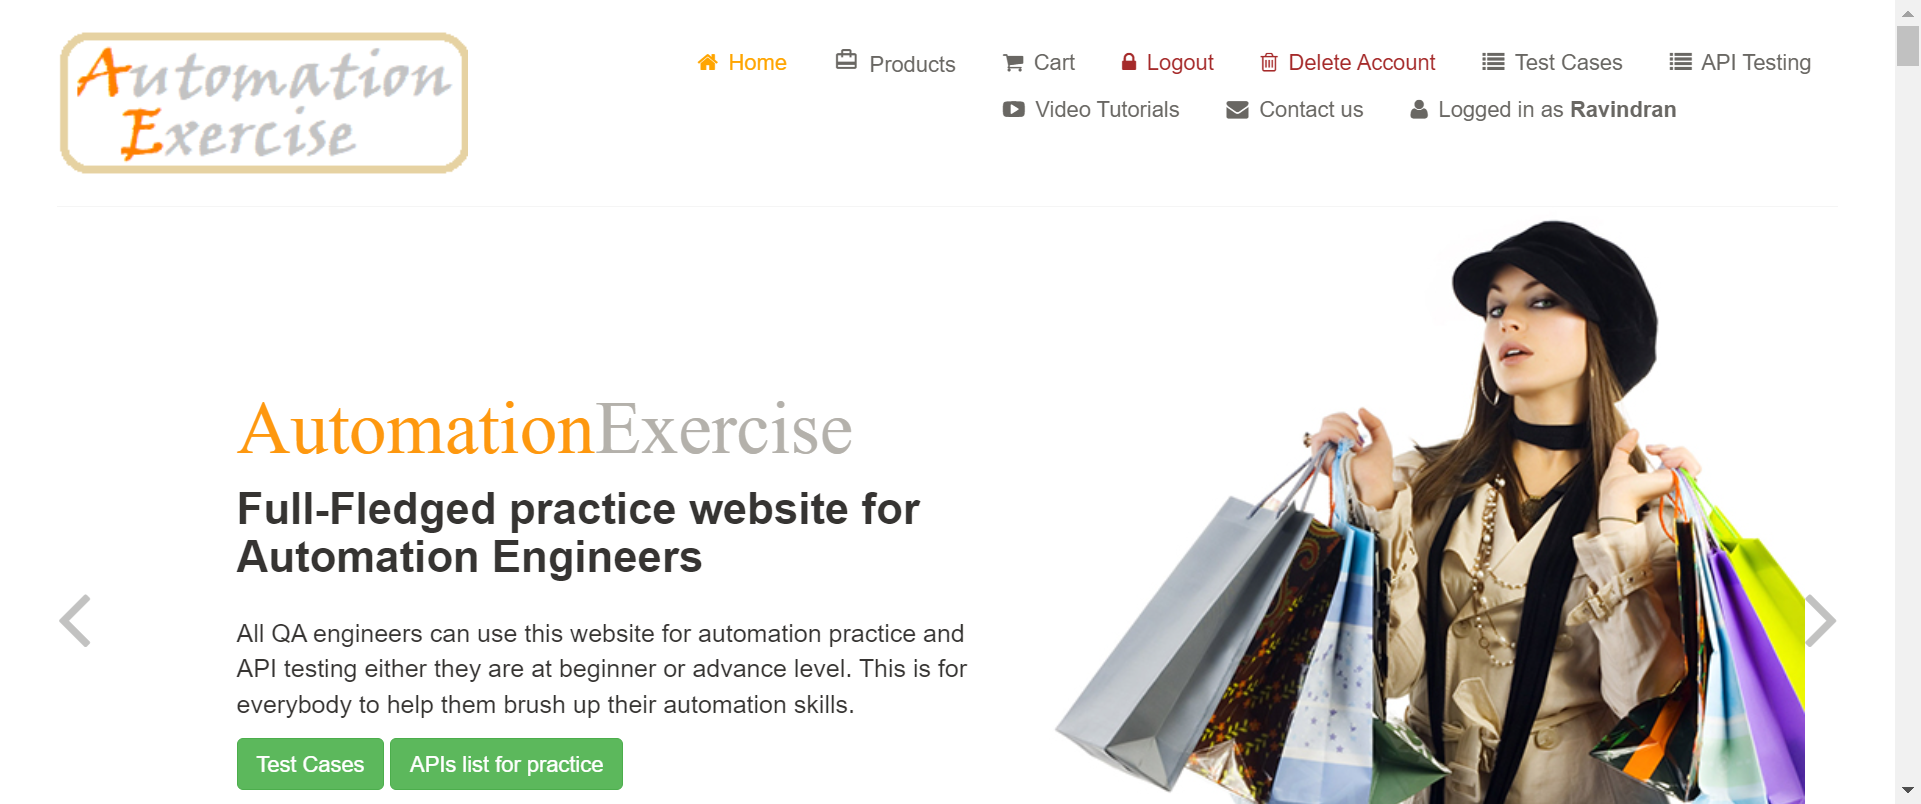 Automation
Exercise
Home Products Cart Logout Delete Account Test Cases API Testing
Video Tutorials Contact us Logged in as Ravindran
AutomationExercise
Full-Fledged practice website for
Automation Engineers
All QA engineers can use this website for automation practice and
API testing either they are at beginner or advance level. This is for
everybody to help them brush up their automation skills.
Test Cases APIs list for practice